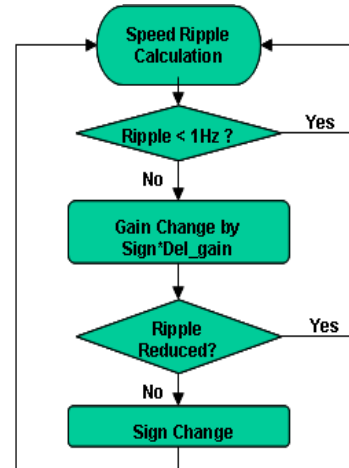 Speed Ripple
Calculation
Ripple < 1Hz ?
Yes
No
Gain Change by
Sign*Del_gain
Ripple
Reduced?
Yes
No
Sign Change